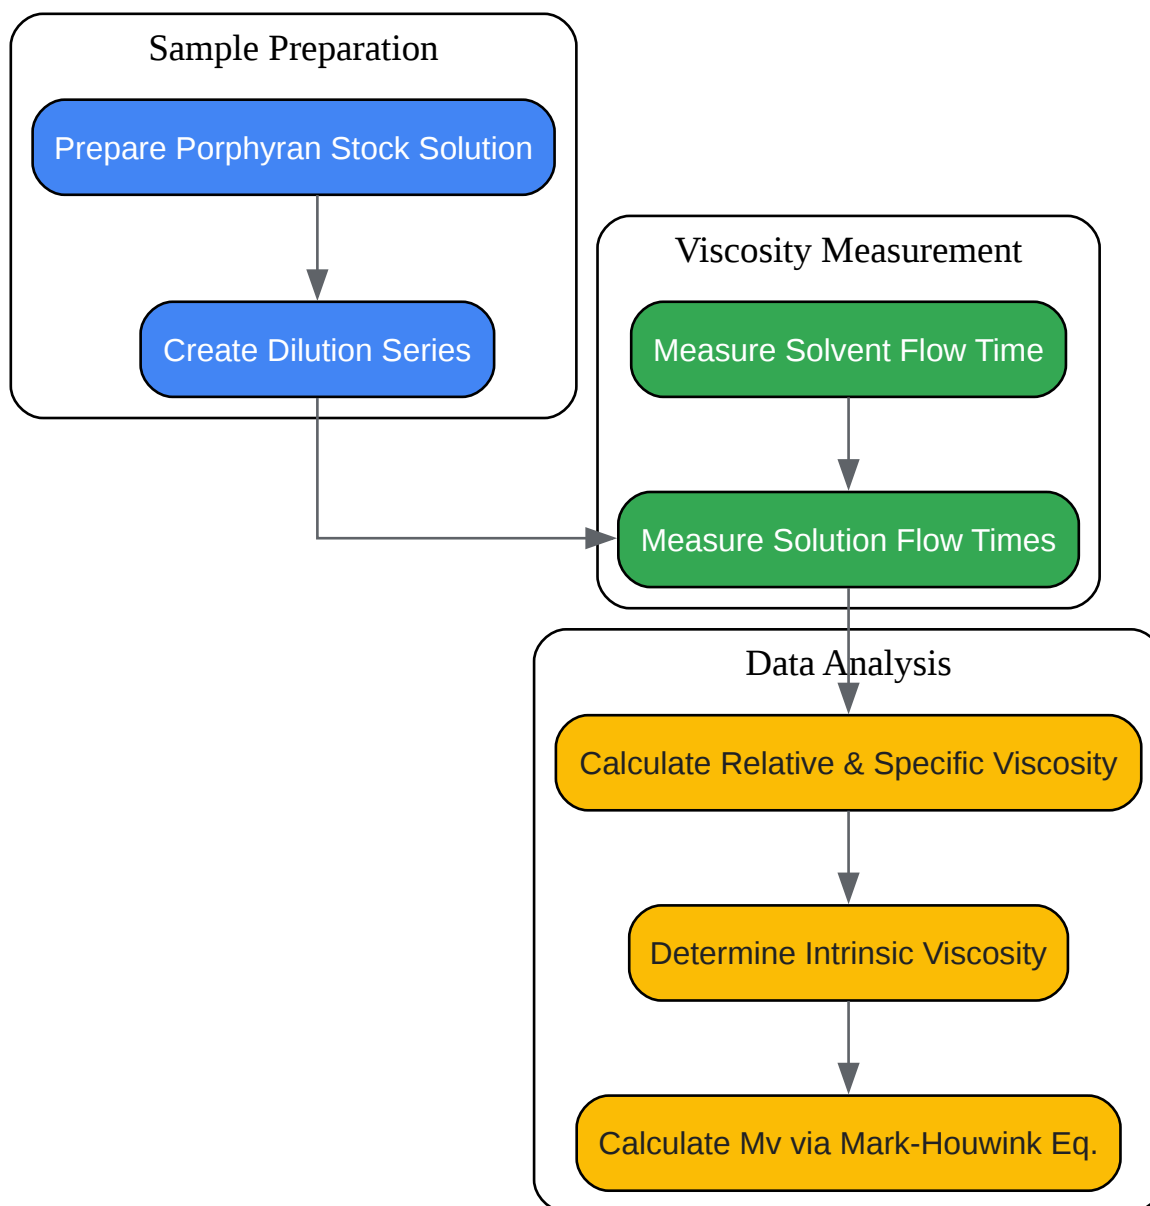 Sample Preparation
Prepare Porphyran Stock Solution
Create Dilution Series
Viscosity Measurement
Measure Solvent Flow Time
Measure Solution Flow Times
Data Analysis
Calculate Relative & Specific Viscosity
Determine Intrinsic Viscosity
Calculate Mv via Mark-Houwink Eq.